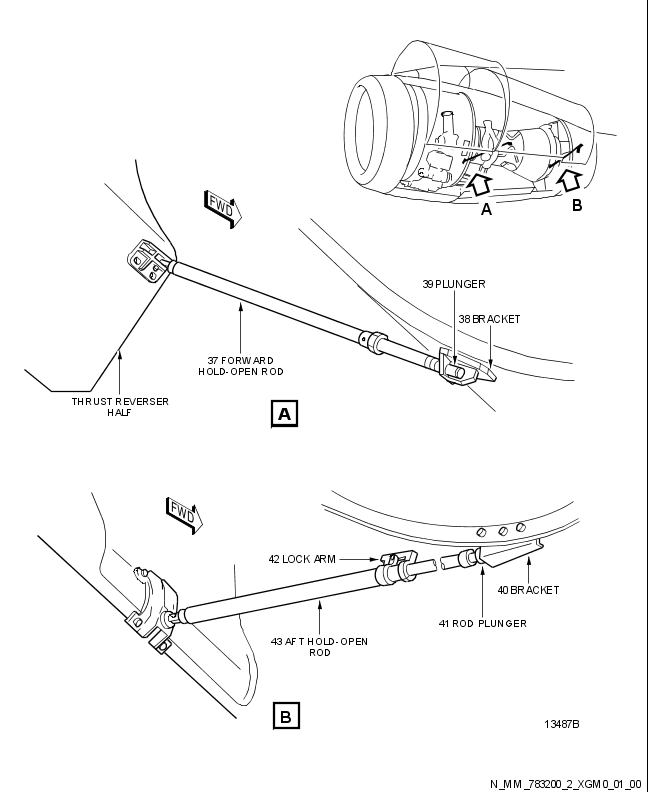 A
B
FWD
39 PLUNGER
38 BRACKET
37 FORWARD
HOLD-OPEN ROD
THRUST REVERSER
HALF
A
FWD
42 LOCK ARM
40 BRACKET
41 ROD PLUNGER
43 AFT HOLD-OPEN
ROD
B
13487B
N_MM_783200_2_XGM0_01_00